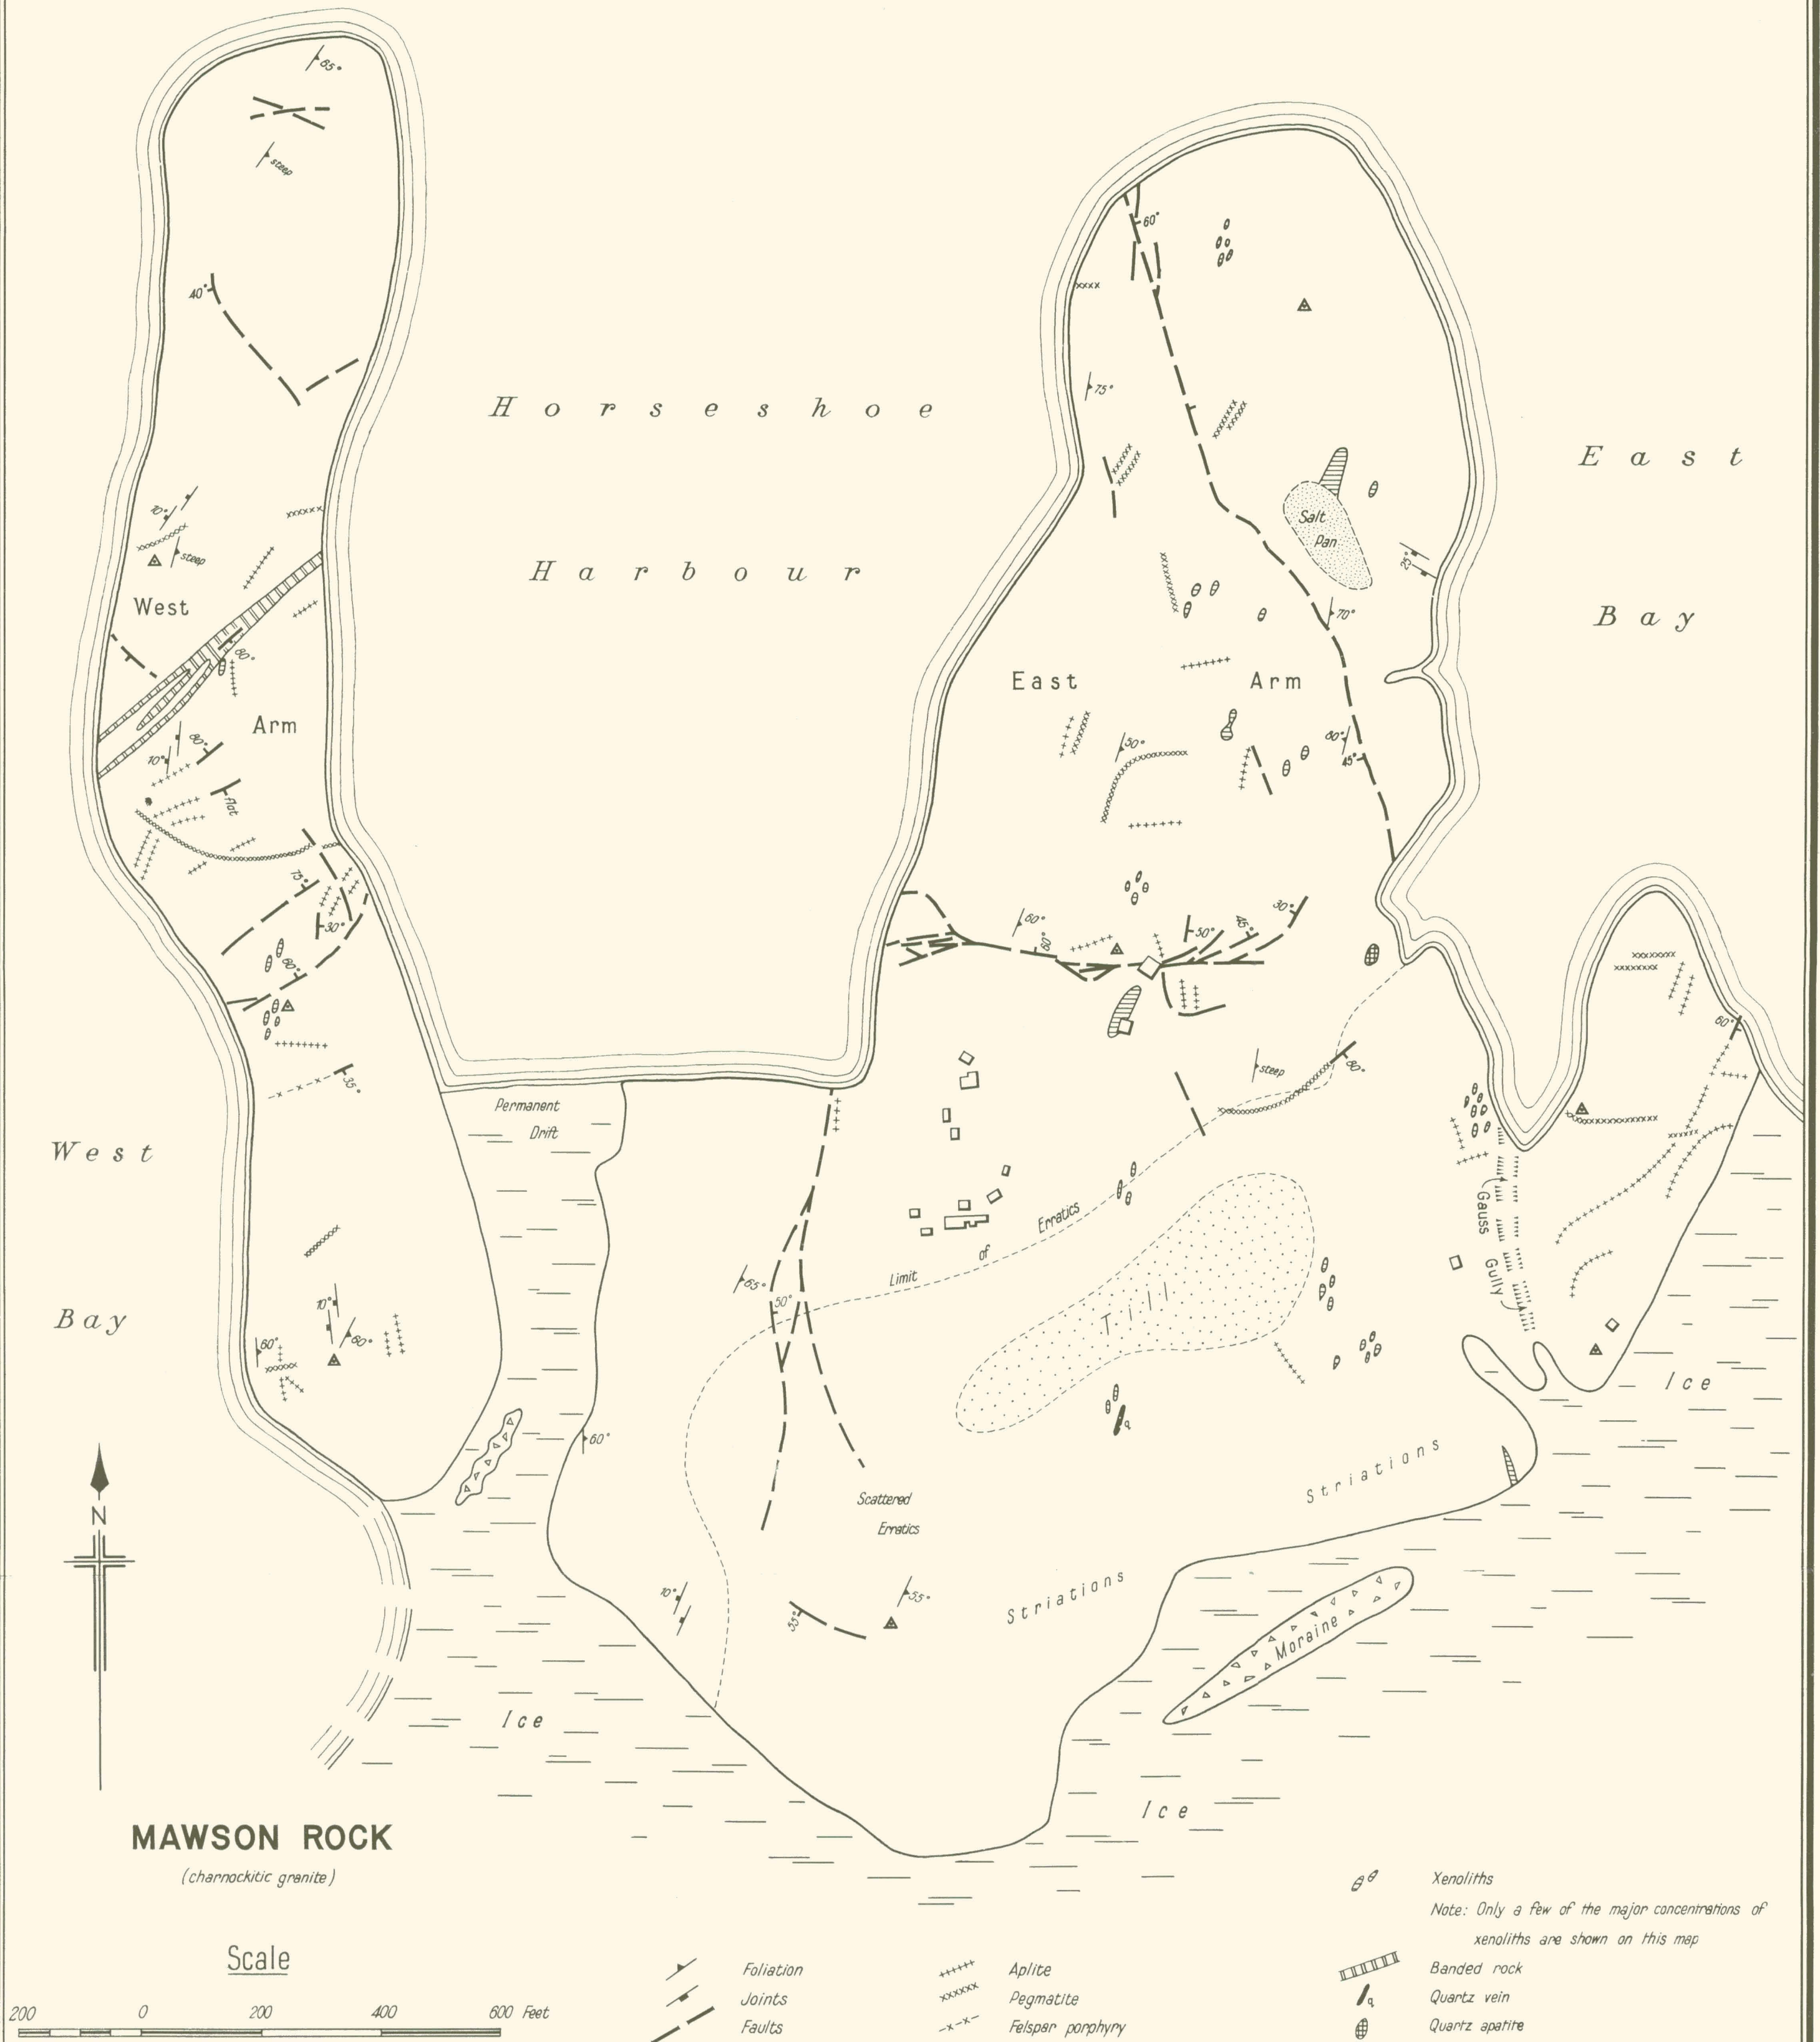 65°
steep
60°
40°
75°
Horseshoe
Harbour
East
Bay
Salt
Pan
70°
steep
25°
West
70°
80°
East Arm
Arm
50°
80°
45°
80°
10°
flat
75°
30°
60°
30°
45°
50°
60°
60°
60°
steep
80°
35°
Permanent
Drift
West
Bay
Gauss
Gully
Erratics
of
Limit
65°
50°
Till
10°
60°
60°
Ice
60°
Striations
Scattered
Erratics
N
Striations
70°
55°
55°
Moraine
Ice
Ice
MAWSON ROCK
(charnockitic granite)
Scale
200 0 200 400 600 Feet
Foliation
Joints
Faults
Aplite
Pegmatite
Felspar porphyry
Xenoliths
Note: Only a few of the major concentrations of
xenoliths are shown on this map
Banded rock
q Quartz vein
Quartz apatite
q